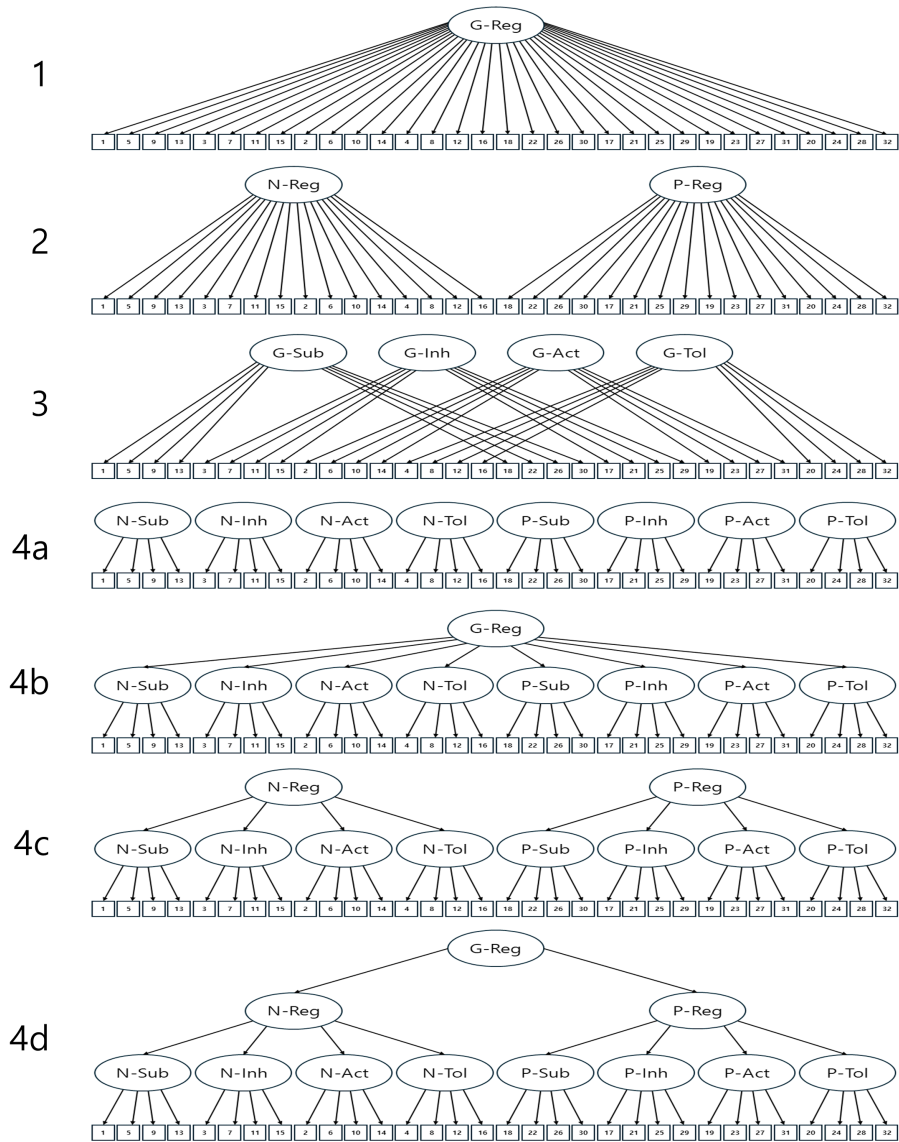 G-Reg
1
1 5 9 13 3 7 11 15 2 6 10 14 4 8 12 16 18 22 26 30 17 21 25 29 19 23 27 31 20 24 28 32
N-Reg P-Reg
2
1 5 9 13 3 7 11 15 2 6 10 14 4 8 12 16 18 22 26 30 17 21 25 29 19 23 27 31 20 24 28 32
G-Sub G-Inh G-Act G-Tol
3
1 5 9 13 3 7 11 15 2 6 10 14 4 8 12 16 18 22 26 30 17 21 25 29 19 23 27 31 20 24 28 32
N-Sub N-Inh N-Act N-Tol P-Sub P-Inh P-Act P-Tol
4a
1 5 9 13 3 7 11 15 2 6 10 14 4 8 12 16 18 22 26 30 17 21 25 29 19 23 27 31 20 24 28 32
G-Reg
4b N-Sub N-Inh N-Act N-Tol P-Sub P-Inh P-Act P-Tol
1 5 9 13 3 7 11 15 2 6 10 14 4 8 12 16 18 22 26 30 17 21 25 29 19 23 27 31 20 24 28 32
N-Reg P-Reg
4c N-Sub N-Inh N-Act N-Tol P-Sub P-Inh P-Act P-Tol
1 5 9 13 3 7 11 15 2 6 10 14 4 8 12 16 18 22 26 30 17 21 25 29 19 23 27 31 20 24 28 32
G-Reg
N-Reg P-Reg
4d
N-Sub N-Inh N-Act N-Tol P-Sub P-Inh P-Act P-Tol
1 5 9 13 3 7 11 15 2 6 10 14 4 8 12 16 18 22 26 30 17 21 25 29 19 23 27 31 20 24 28 32